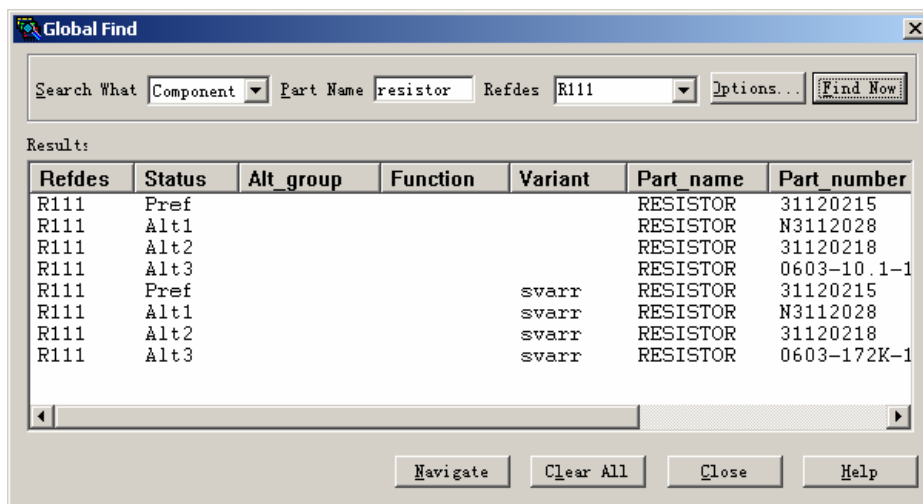 Global Find
Search What Component Part Name resistor Refdes R111 Options... Find Now
Results
Refdes Status Alt_group Function Variant Part_name Part_number
R111 Pref RESISTOR 31120215
R111 Alt1 RESISTOR N3112028
R111 Alt2 RESISTOR 31120218
R111 Alt3 RESISTOR 0603-10.1-1
R111 Pref svarr RESISTOR 31120215
R111 Alt1 svarr RESISTOR N3112028
R111 Alt2 svarr RESISTOR 31120218
R111 Alt3 svarr RESISTOR 0603-172K-1
Navigate Clear All Close Help